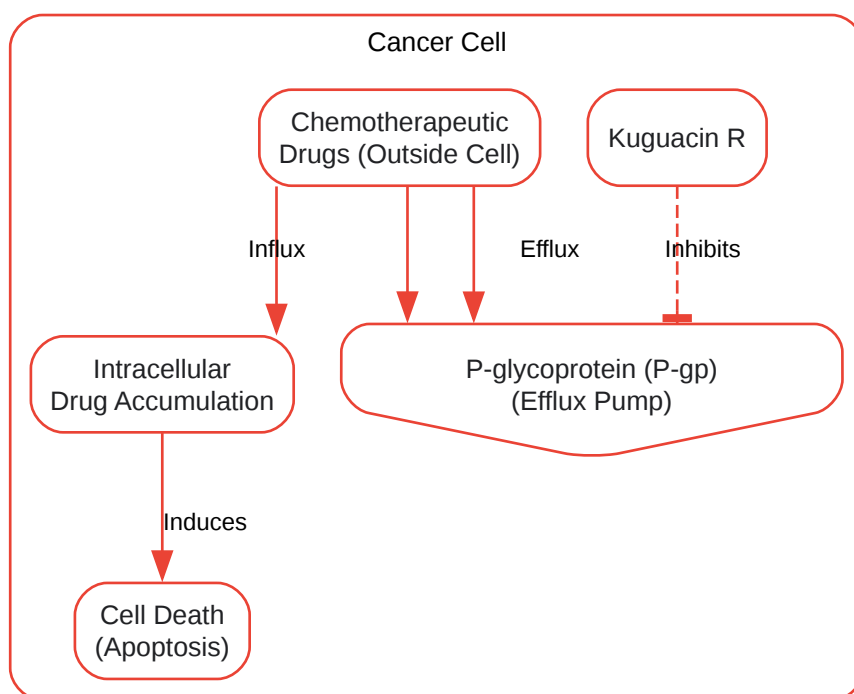 Cancer Cell
Chemotherapeutic
Drugs (Outside Cell)
Kuguacin R
Influx
Efflux
Inhibits
Intracellular
Drug Accumulation
P-glycoprotein (P-gp)
(Efflux Pump)
Induces
Cell Death
(Apoptosis)